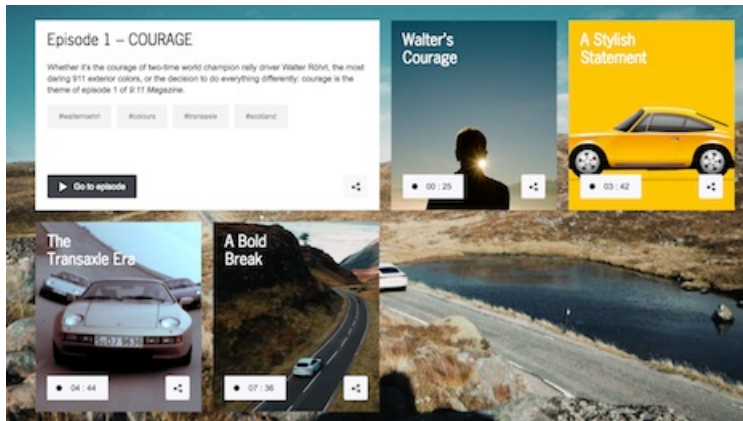 Episode 1 – COURAGE
Whether it's the courage of two-time world champion rally driver Walter Röhrl, the most
daring 911 exterior colors, or the decision to do everything differently: courage is the
theme of episode 1 of 9:11 Magazine.
#walterroehrl #colours #transaxle #scotland
Go to episode
Walter's
Courage
00 : 25
A Stylish
Statement
03 : 42
The
Transaxle Era
04 : 44
A Bold
Break
07 : 36